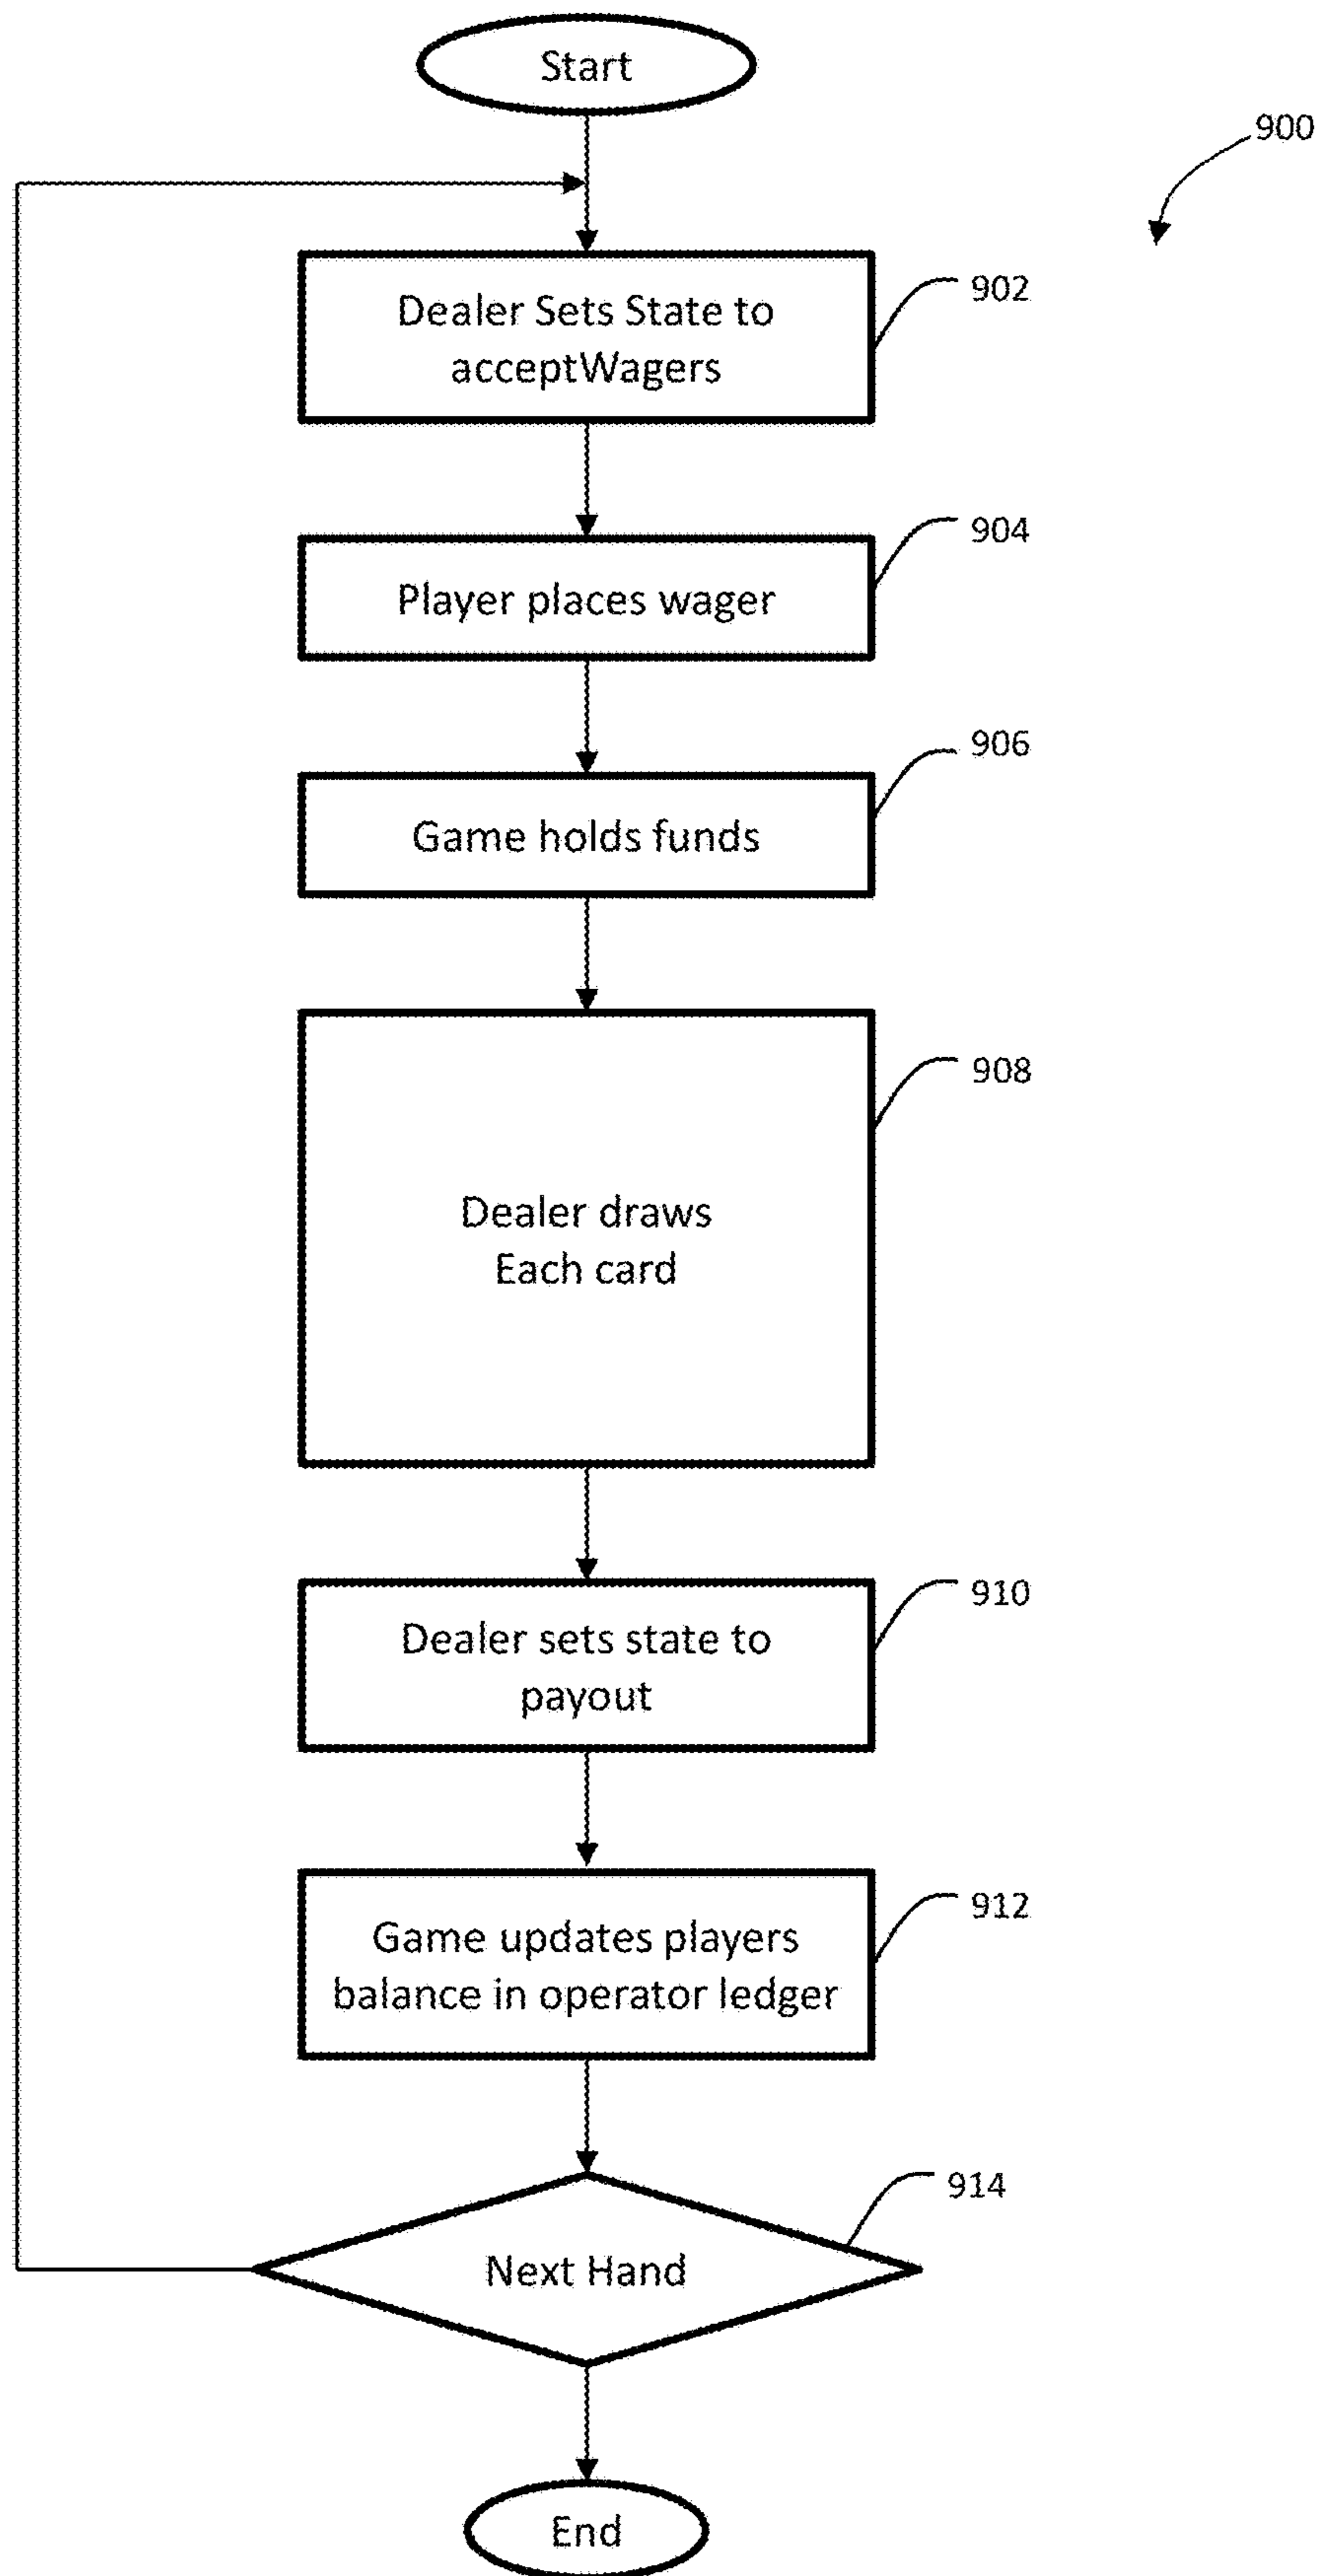 Start
900
Dealer Sets State to
acceptWagers
902
Player places wager
904
Game holds funds
906
Dealer draws
Each card
908
Dealer sets state to
payout
910
Game updates players
balance in operator ledger
912
Next Hand
914
End